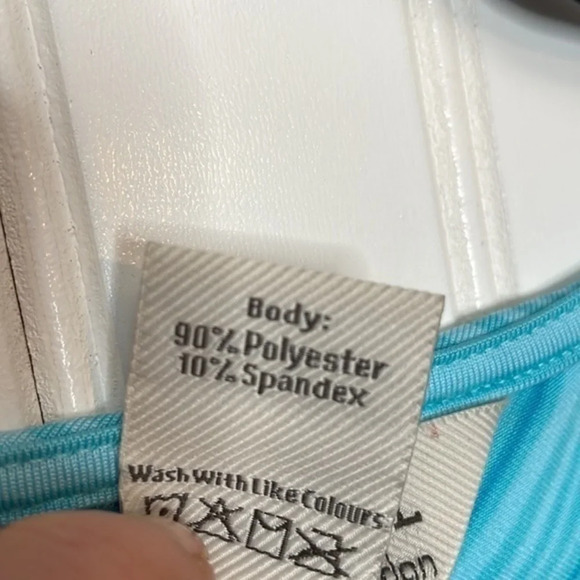 Body:
90% Polyester
10% Spandex
Wash With Like Colours